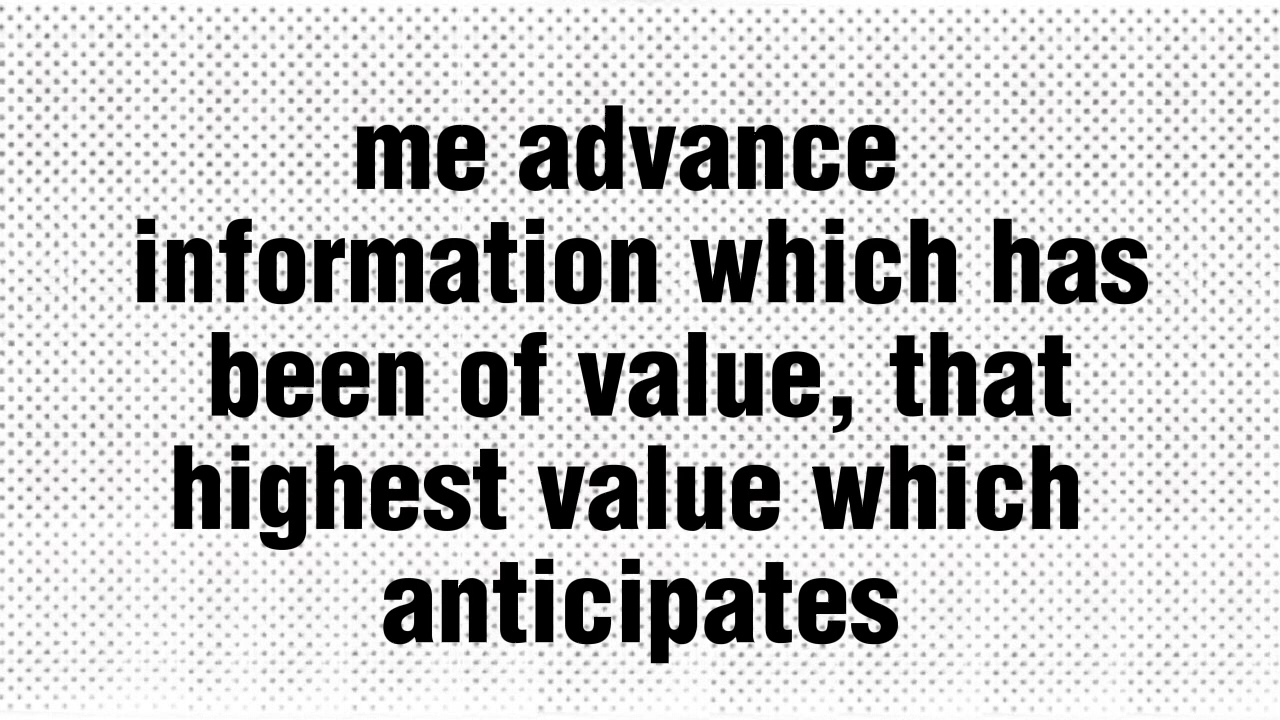 me advance
information which has
been of value, that
highest value which
anticipates